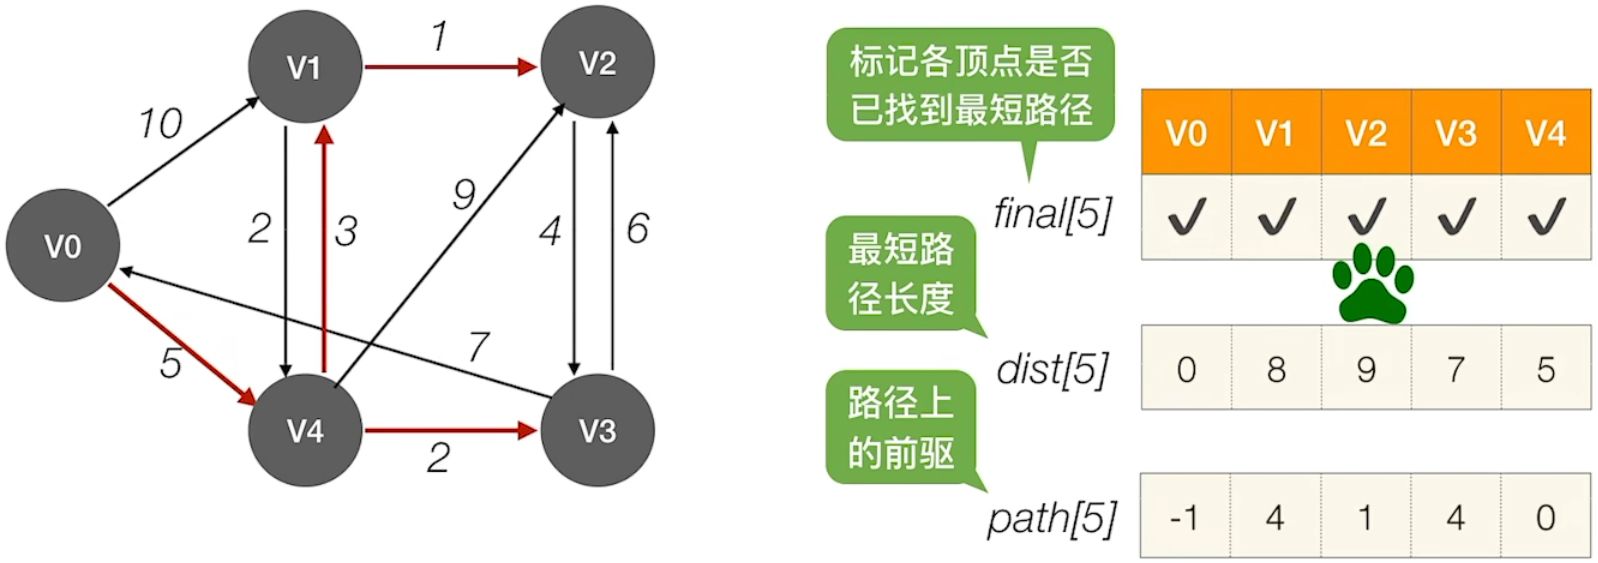 V1
1
V2
10
2
3
9
4
6
V0
5
7
V4
2
V3
标记各顶点是否
已找到最短路径
V0 V1 V2 V3 V4
final[5] ✓ ✓ ✓ ✓ ✓
最短路
径长度
dist[5] 0 8 9 7 5
路径上
的前驱
path[5] -1 4 1 4 0